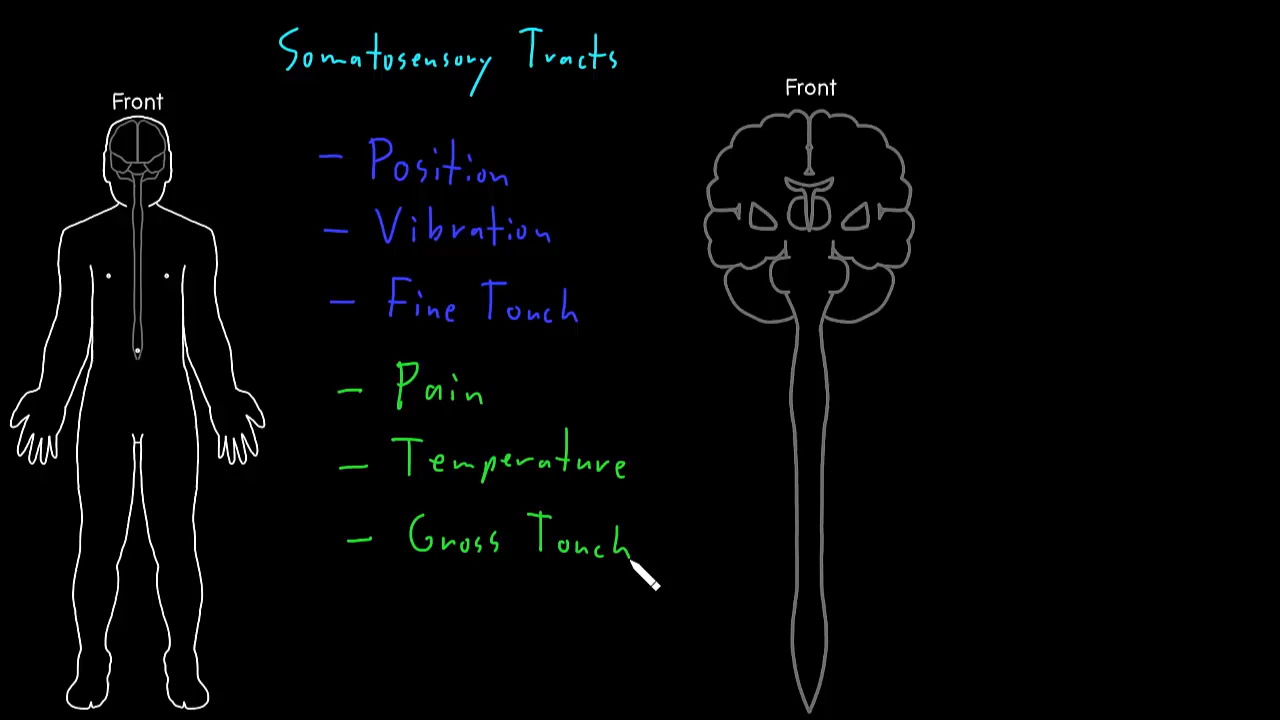 Somatosensory Tracts
Front
Front
- Position
- Vibration
- Fine Touch
- Pain
- Temperature
- Gross Touch